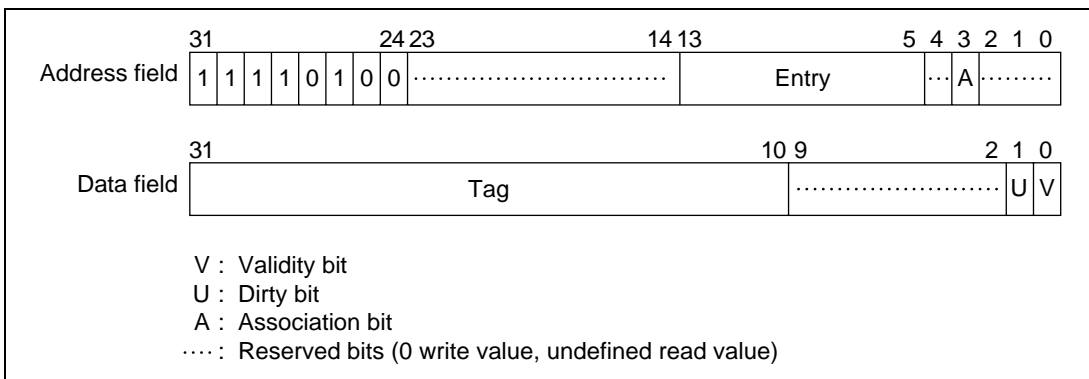 31 24 23 14 13 5 4 3 2 1 0
Address field 1 1 1 1 0 1 0 0 ................................ Entry ... A .........
31 10 9 2 1 0
Data field Tag ......................... U V
V : Validity bit
U : Dirty bit
A : Association bit
.... : Reserved bits (0 write value, undefined read value)